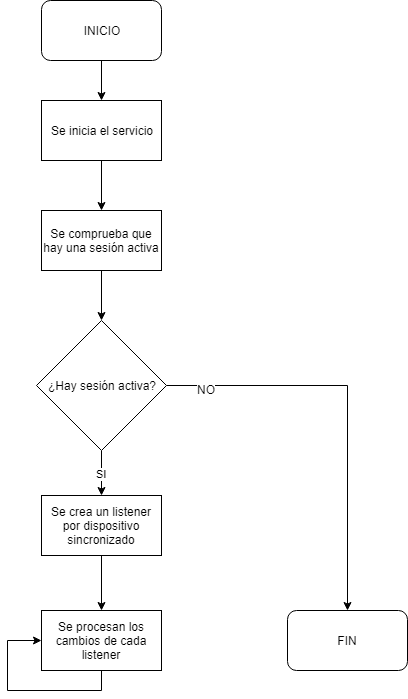 INICIO
Se inicia el servicio
Se comprueba que
hay una sesión activa
¿Hay sesión activa?
NO
SI
Se crea un listener
por dispositivo
sincronizado
Se procesan los
cambios de cada
listener
FIN